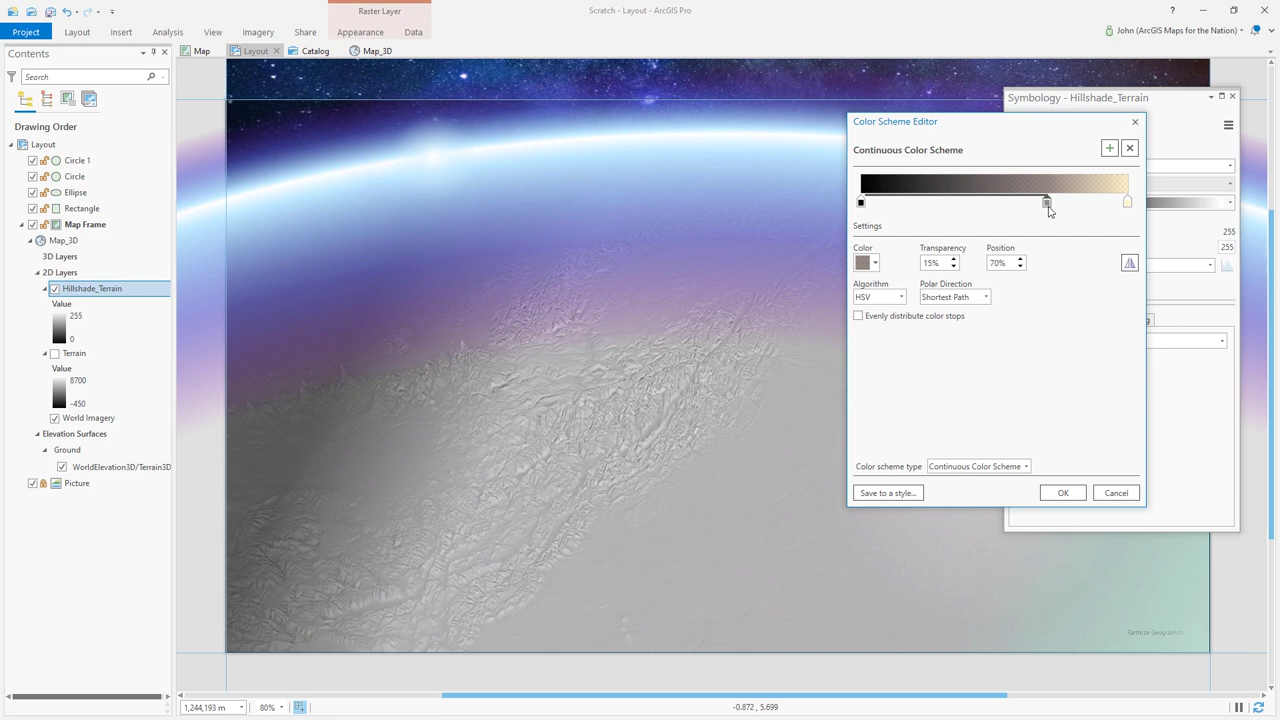 Raster Layer
Scratch - Layout - ArcGIS Pro
?
Project Layout Insert Analysis View Imagery Share Appearance Data
John (ArcGIS Maps for the Nation)
Contents
Map Layout Catalog Map_3D
Search
Drawing Order
Layout
Circle 1
Circle
Ellipse
Rectangle
Map Frame
Map_3D
3D Layers
2D Layers
Hillshade_Terrain
Value
255
0
Terrain
Value
8700
-450
World Imagery
Elevation Surfaces
Ground
WorldElevation3D/Terrain3D
Picture
Symbology - Hillshade_Terrain
255
255
Color Scheme Editor
Continuous Color Scheme
Settings
Color Transparency Position
15% 70%
Algorithm Polar Direction
HSV Shortest Path
Evenly distribute color stops
Color scheme type Continuous Color Scheme
Save to a style... OK Cancel
Earthstar Geographics
1,244,193 m 80% -0.872, 5.699